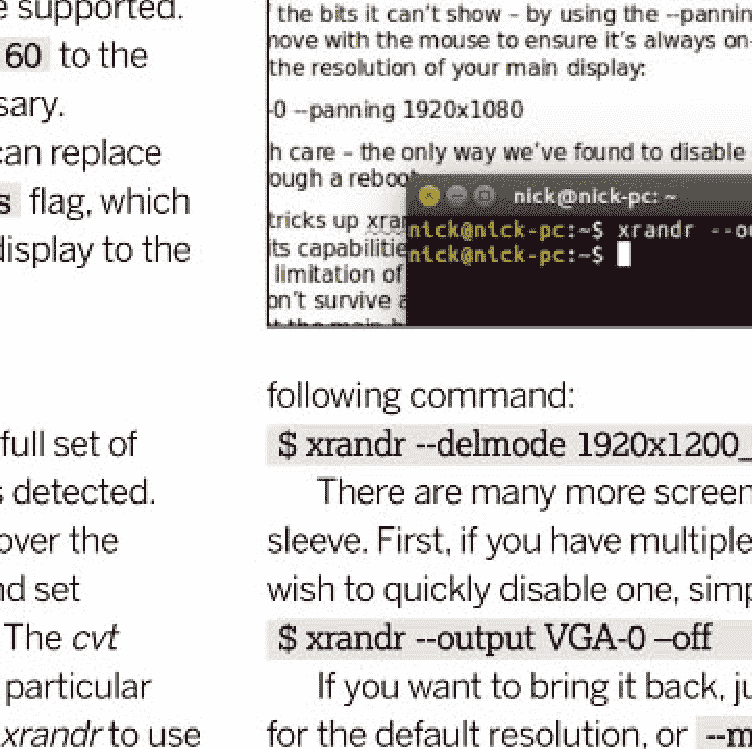 e supported.
60 to the
sary.
can replace
s flag, which
display to the
full set of
s detected.
over the
nd set
The cvt
particular
xrandr to use
the bits it can't show – by using the --pannin
move with the mouse to ensure it's always on-
the resolution of your main display:
-0 --panning 1920x1080
h care – the only way we've found to disable
ough a reboot
tricks up xran
its capabilitie
limitation of
on't survive a
nick@nick-pc: ~
nick@nick-pc:~$ xrandr --ou
nick@nick-pc:~$
following command:
$ xrandr --delmode 1920x1200_
There are many more screen
sleeve. First, if you have multiple
wish to quickly disable one, simp
$ xrandr --output VGA-0 –off
If you want to bring it back, ju
for the default resolution, or --m